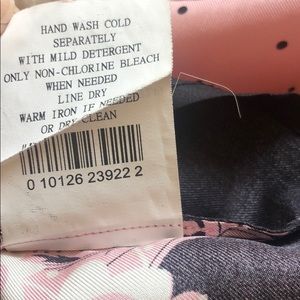 HAND WASH COLD
SEPARATELY
WITH MILD DETERGENT
ONLY NON-CHLORINE BLEACH
WHEN NEEDED
LINE DRY
WARM IRON IF NEEDED
OR DRY CLEAN
0 10126 23922 2